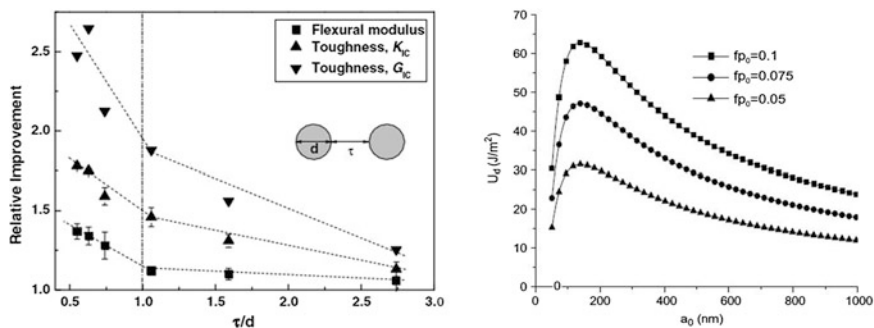 Relative Improvement
2.5
2.0
1.5
1.0
Flexural modulus
Toughness, K_IC
Toughness, G_IC
d
τ
0.5
1.0
1.5
2.0
2.5
3.0
τ/d
U_d (J/m²)
70
60
50
40
30
20
10
0
fp₀=0.1
fp₀=0.075
fp₀=0.05
0
0
200
400
600
800
1000
a₀ (nm)